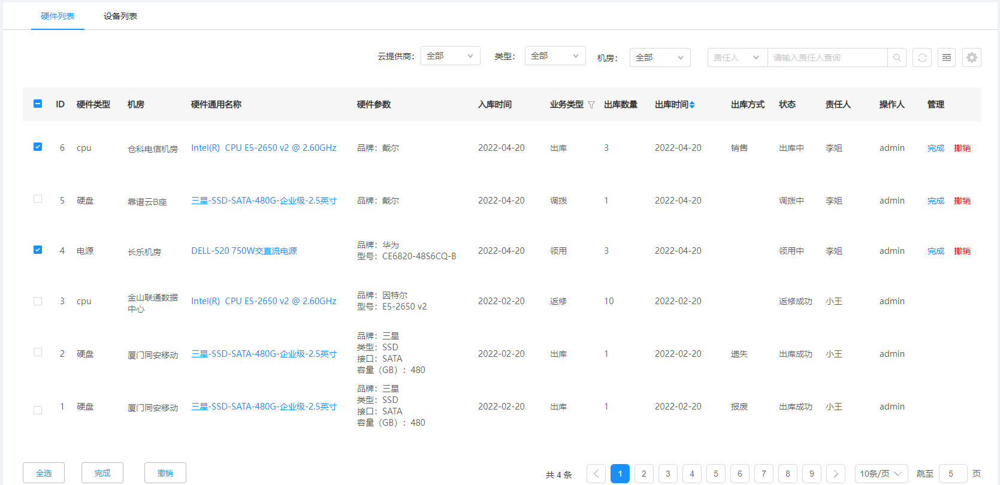 硬件列表 设备列表
云提供商： 全部 类型： 全部 机房： 全部 责任人 请输入责任人查询
ID 硬件类型 机房 硬件通用名称 硬件参数 入库时间 业务类型 出库数量 出库时间 出库方式 状态 责任人 操作人 管理
6 cpu 仓科电信机房 Intel(R) CPU E5-2650 v2 @ 2.60GHz 品牌：戴尔 2022-04-20 出库 3 2022-04-20 销售 出库中 李姐 admin 完成 撤销
5 硬盘 靠谱云B座 三星-SSD-SATA-480G-企业级-2.5英寸 品牌：戴尔 2022-04-20 调拨 1 2022-04-20 调拨中 李姐 admin 完成 撤销
4 电源 长乐机房 DELL-520 750W交直流电源 品牌：华为 2022-04-20 领用 3 2022-04-20 领用中 李姐 admin 完成 撤销
型号：CE6820-48S6CQ-B
3 cpu 金山联通数据 Intel(R) CPU E5-2650 v2 @ 2.60GHz 品牌：因特尔 2022-02-20 返修 10 2022-02-20 返修成功 小王 admin
中心 型号：E5-2650 v2
品牌：三星
类型：SSD
2 硬盘 厦门同安移动 三星-SSD-SATA-480G-企业级-2.5英寸 接口：SATA 2022-02-20 出库 1 2022-02-20 遗失 出库成功 小王 admin
容量（GB）：480
品牌：三星
类型：SSD
1 硬盘 厦门同安移动 三星-SSD-SATA-480G-企业级-2.5英寸 接口：SATA 2022-02-20 出库 1 2022-02-20 报废 出库成功 小王 admin
容量（GB）：480
全选 完成 撤销 共 4 条 1 2 3 4 5 6 7 8 9 10条/页 跳至 5 页